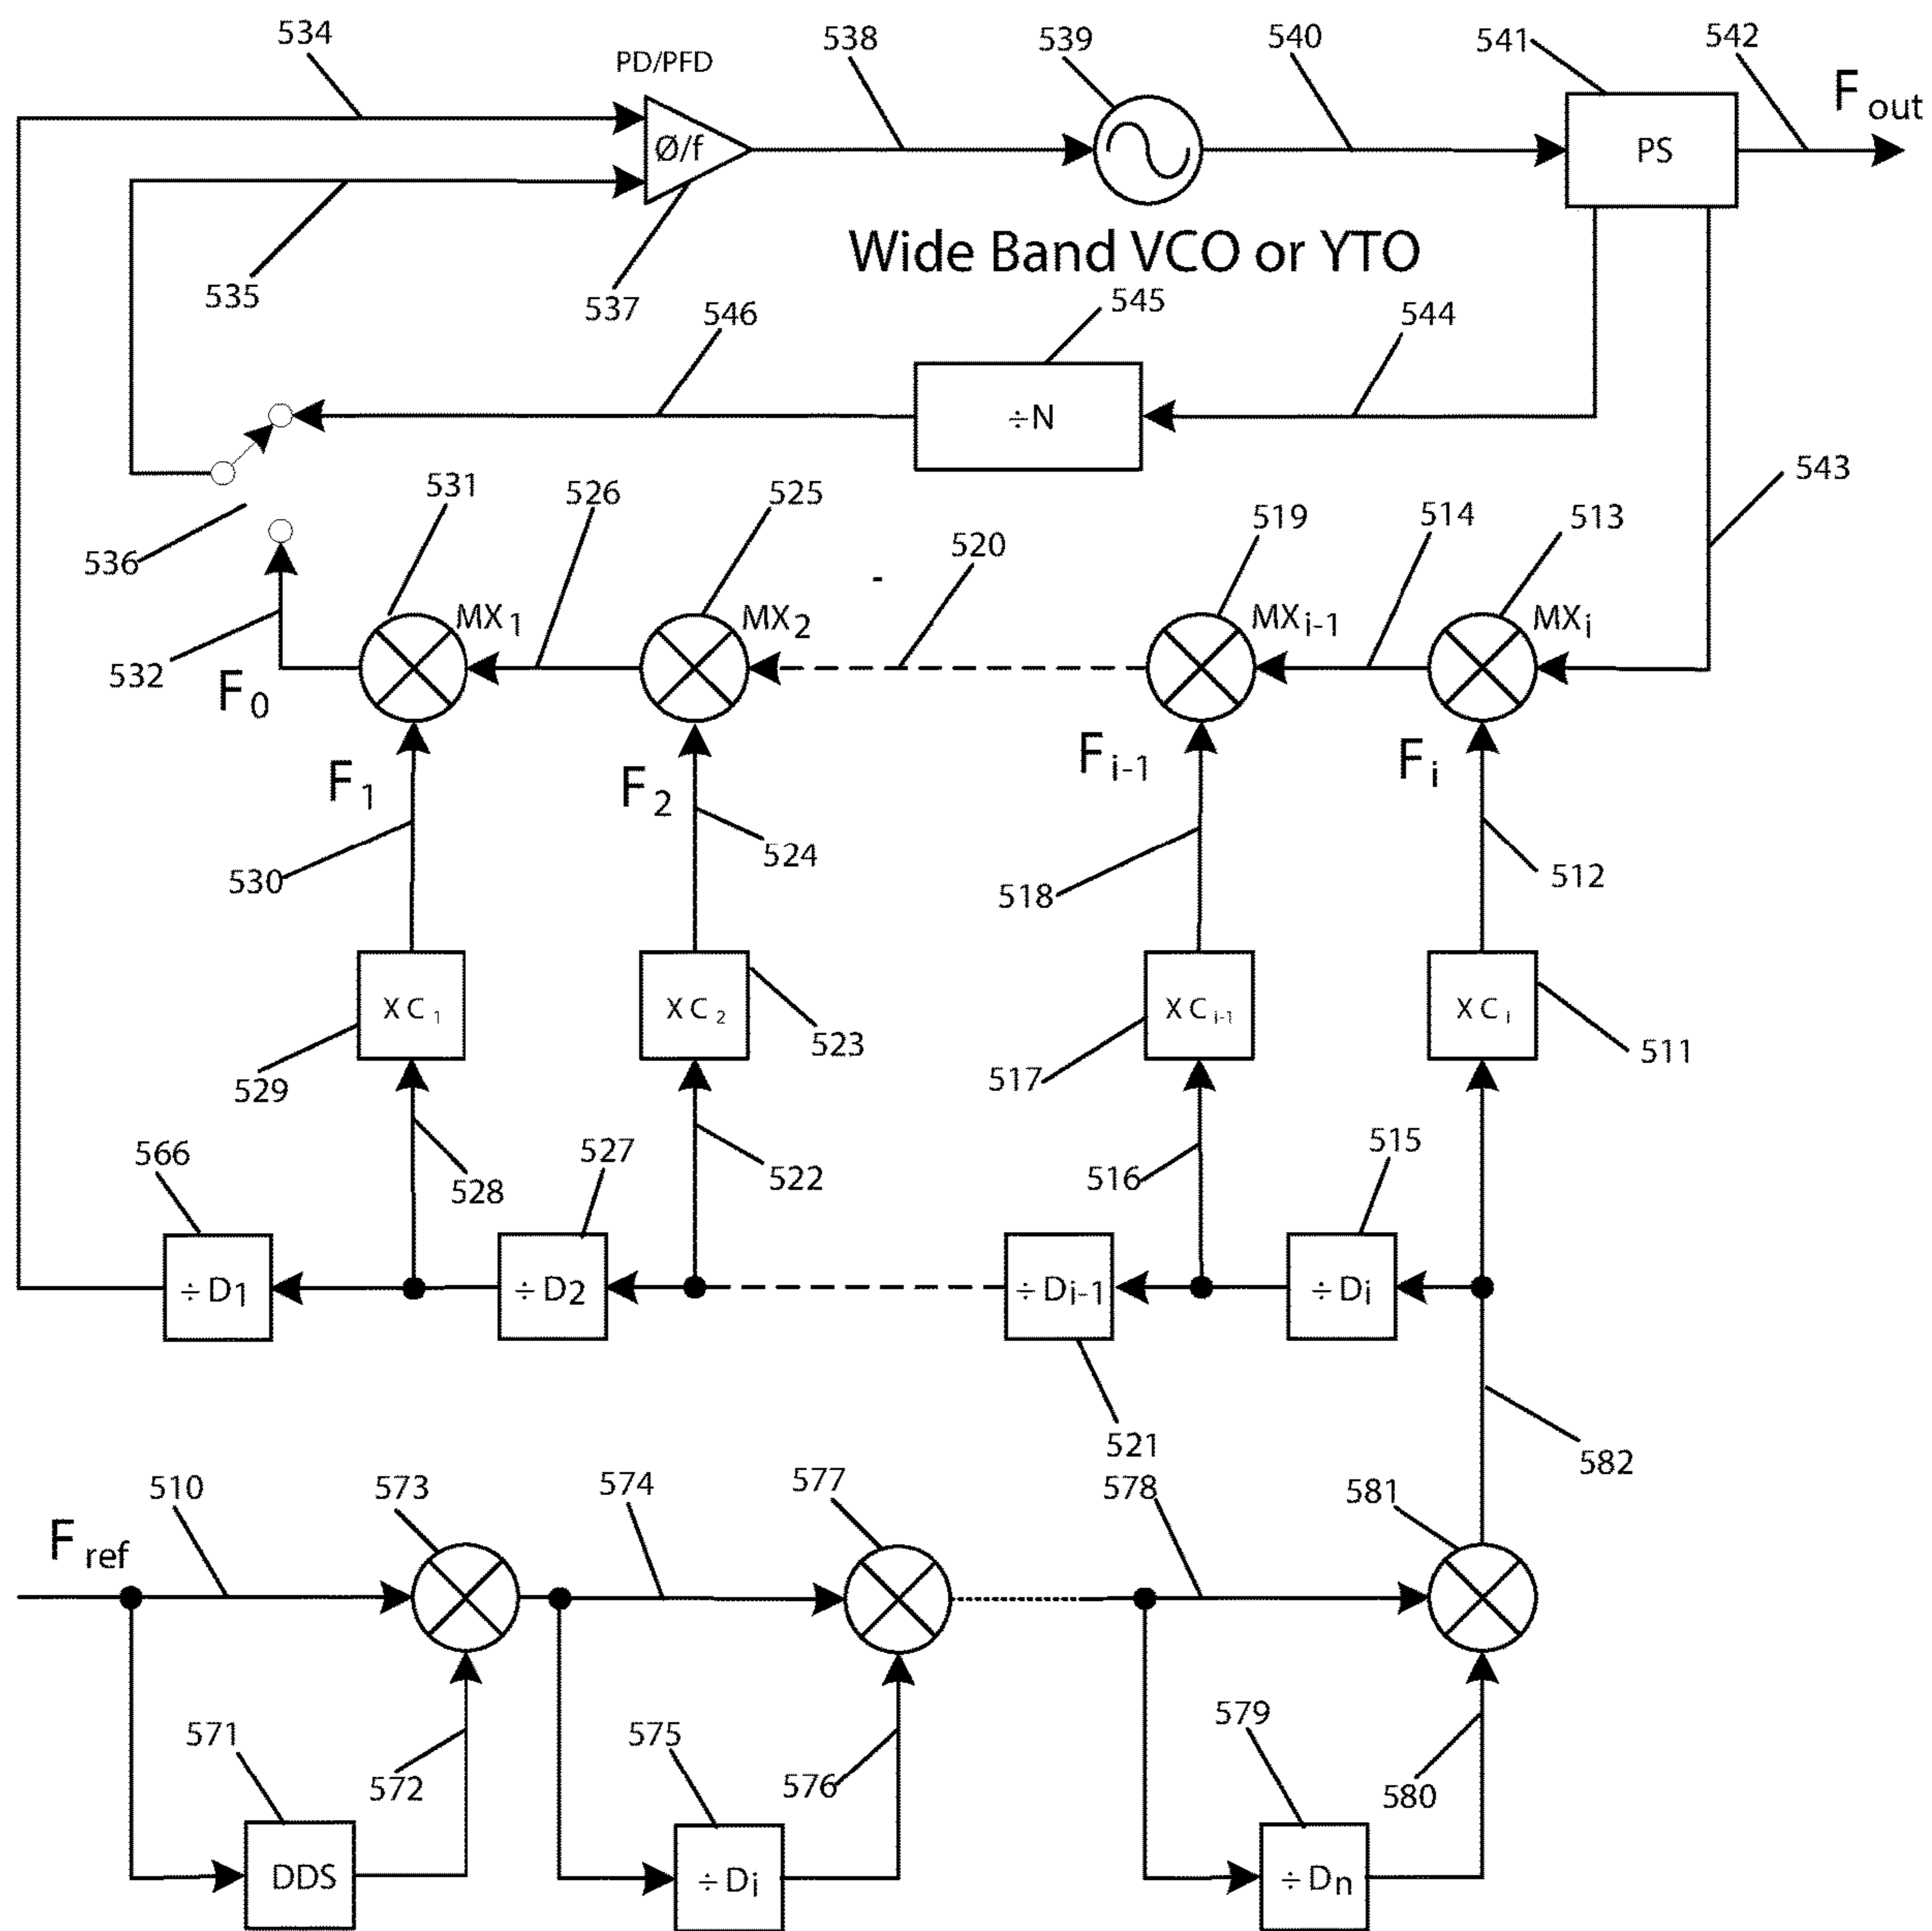 534
PD/PFD
538
539
540
541
542
F out
Ø/f
PS
535
537
Wide Band VCO or YTO
546
545
544
÷N
543
536
531
526
525
520
519
514
513
-
MX 1
MX 2
MX i-1
MX i
532
F 0
F 1
F 2
F i-1
F i
530
524
518
512
X C 1
X C 2
X C i-1
X C i
529
523
517
511
566
528
527
522
516
515
÷ D1
÷ D2
÷ Di-1
÷ Di
521
582
510
573
574
577
578
581
F ref
571
572
575
576
579
580
DDS
÷ Di
÷ Dn